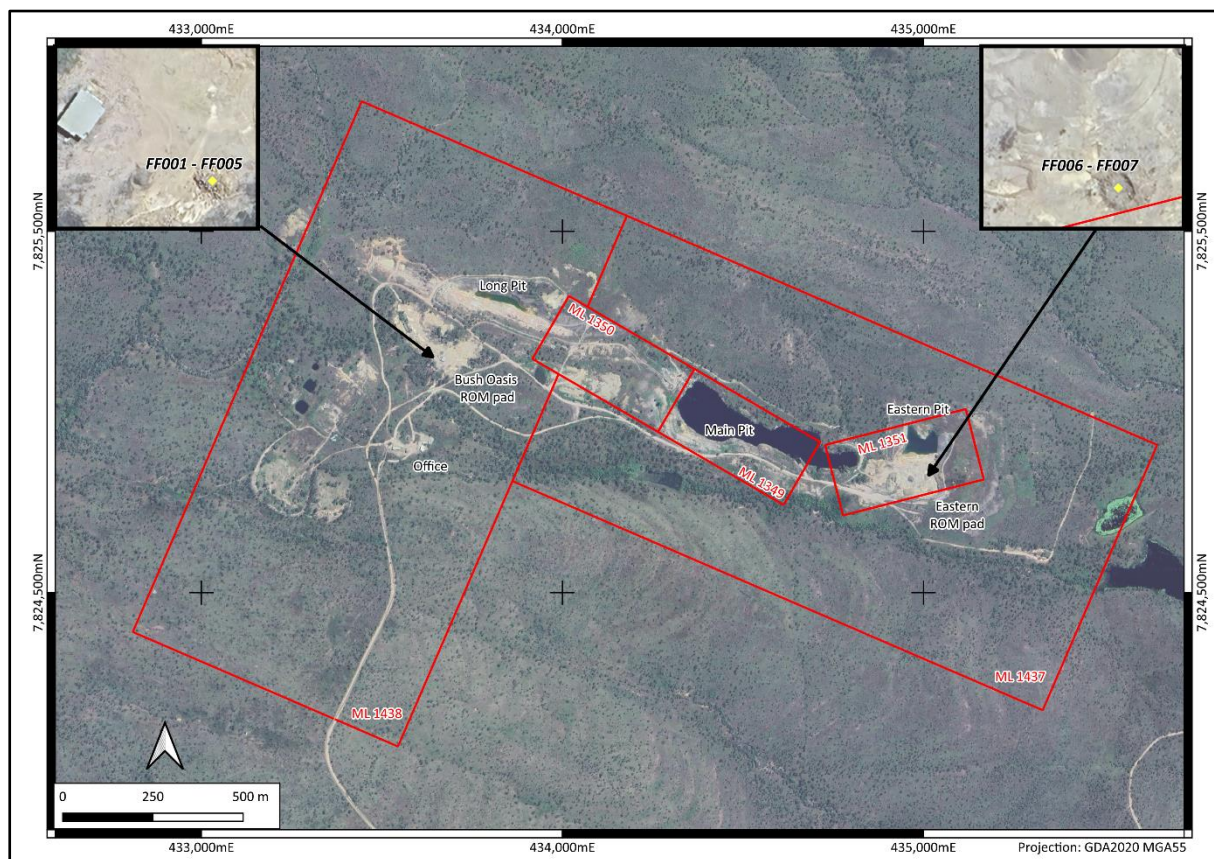 433,000mE
434,000mE
435,000mE
FF001 - FF005
FF006 - FF007
7,825,500mN
7,825,500mN
Long Pit
ML 1350
Bush Oasis
ROM pad
Main Pit
Eastern Pit
ML 1351
Office
ML 1349
Eastern
ROM pad
7,824,500mN
7,824,500mN
ML 1437
ML 1438
0
250
500 m
433,000mE
434,000mE
435,000mE
Projection: GDA2020 MGA55